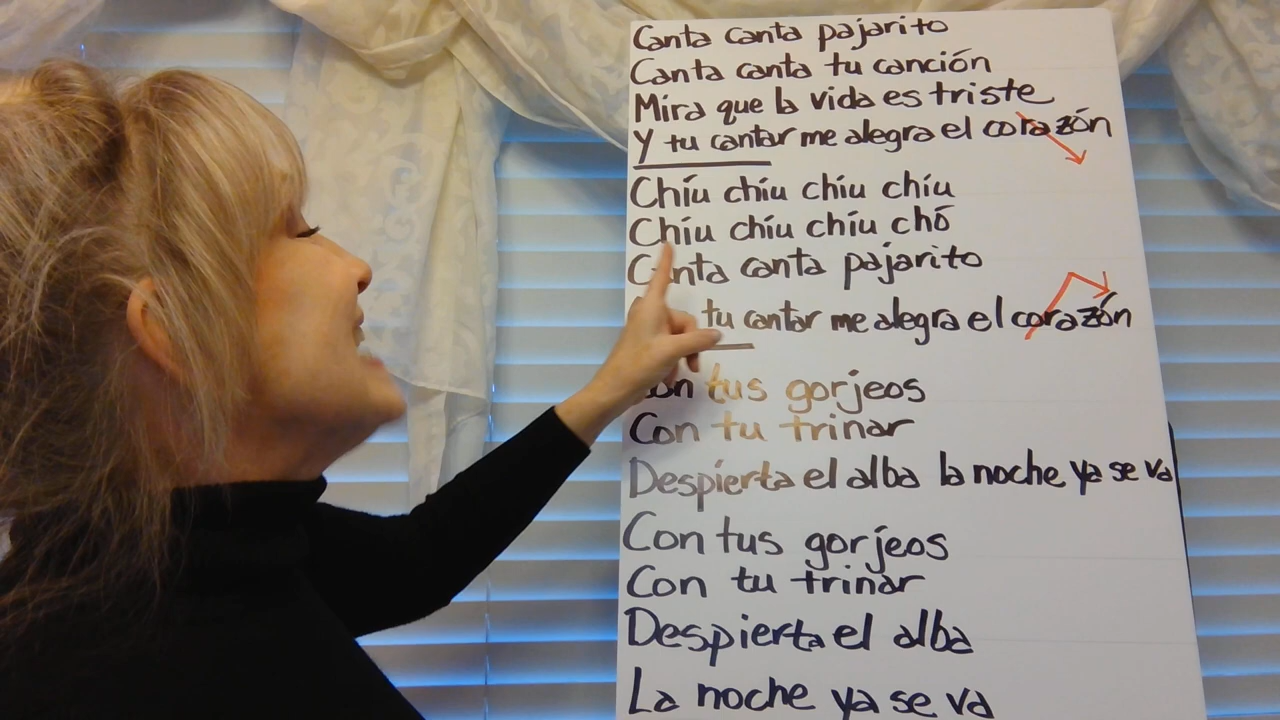 Canta canta pajarito
Canta canta tu canción
Mira que la vida es triste
Y tu cantar me alegra el corazón
Chíu chíu chíu chíu
Chíu chíu chíu chó
Canta canta pajarito
tu cantar me alegra el corazón
Con tus gorjeos
Con tu trinar
Despierta el alba la noche ya se va
Con tus gorjeos
Con tu trinar
Despierta el alba
La noche ya se va